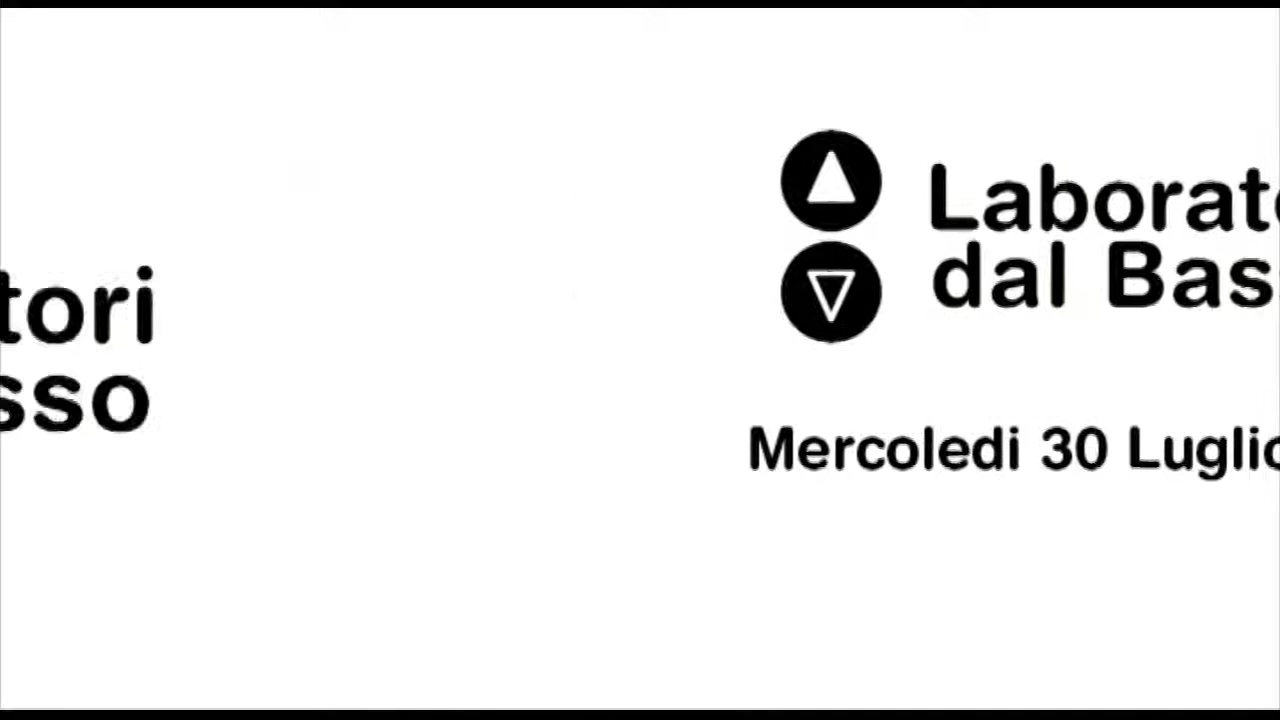 tori
sso
Laborat
dal Bas
Mercoledi 30 Luglio